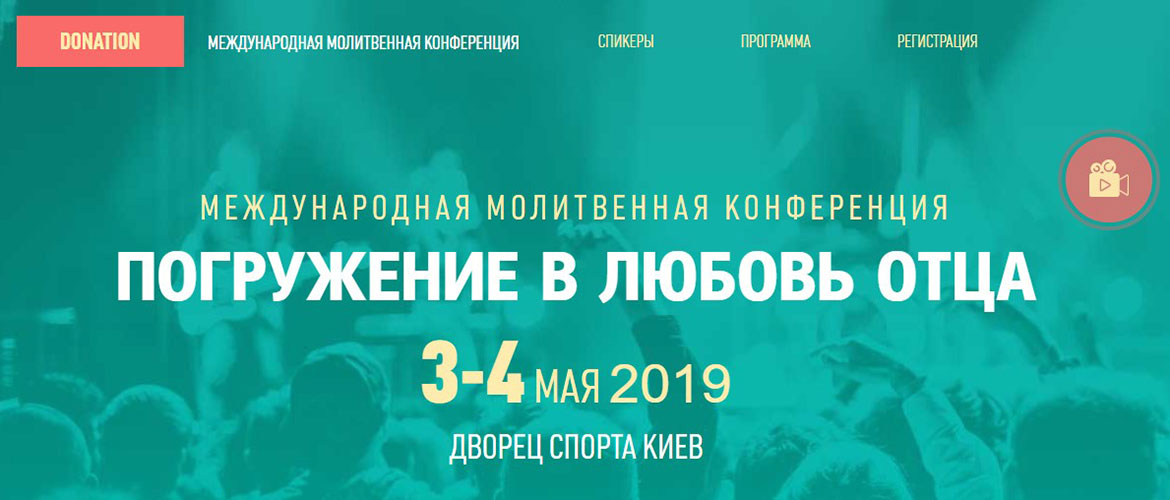 DONATION
МЕЖДУНАРОДНАЯ МОЛИТВЕННАЯ КОНФЕРЕНЦИЯ
СПИКЕРЫ
ПРОГРАММА
РЕГИСТРАЦИЯ
МЕЖДУНАРОДНАЯ МОЛИТВЕННАЯ КОНФЕРЕНЦИЯ
ПОГРУЖЕНИЕ В ЛЮБОВЬ ОТЦА
3-4 МАЯ 2019
ДВОРЕЦ СПОРТА КИЕВ